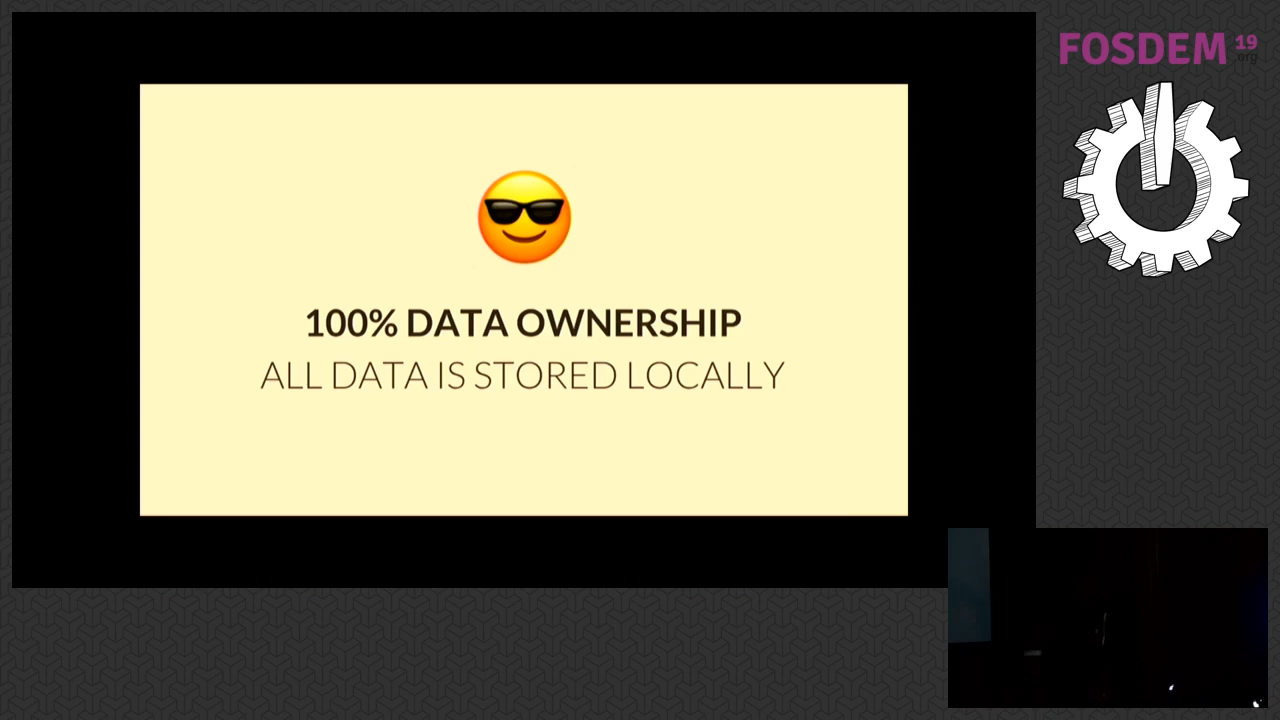 FOSDEM 19
.org
100% DATA OWNERSHIP
ALL DATA IS STORED LOCALLY